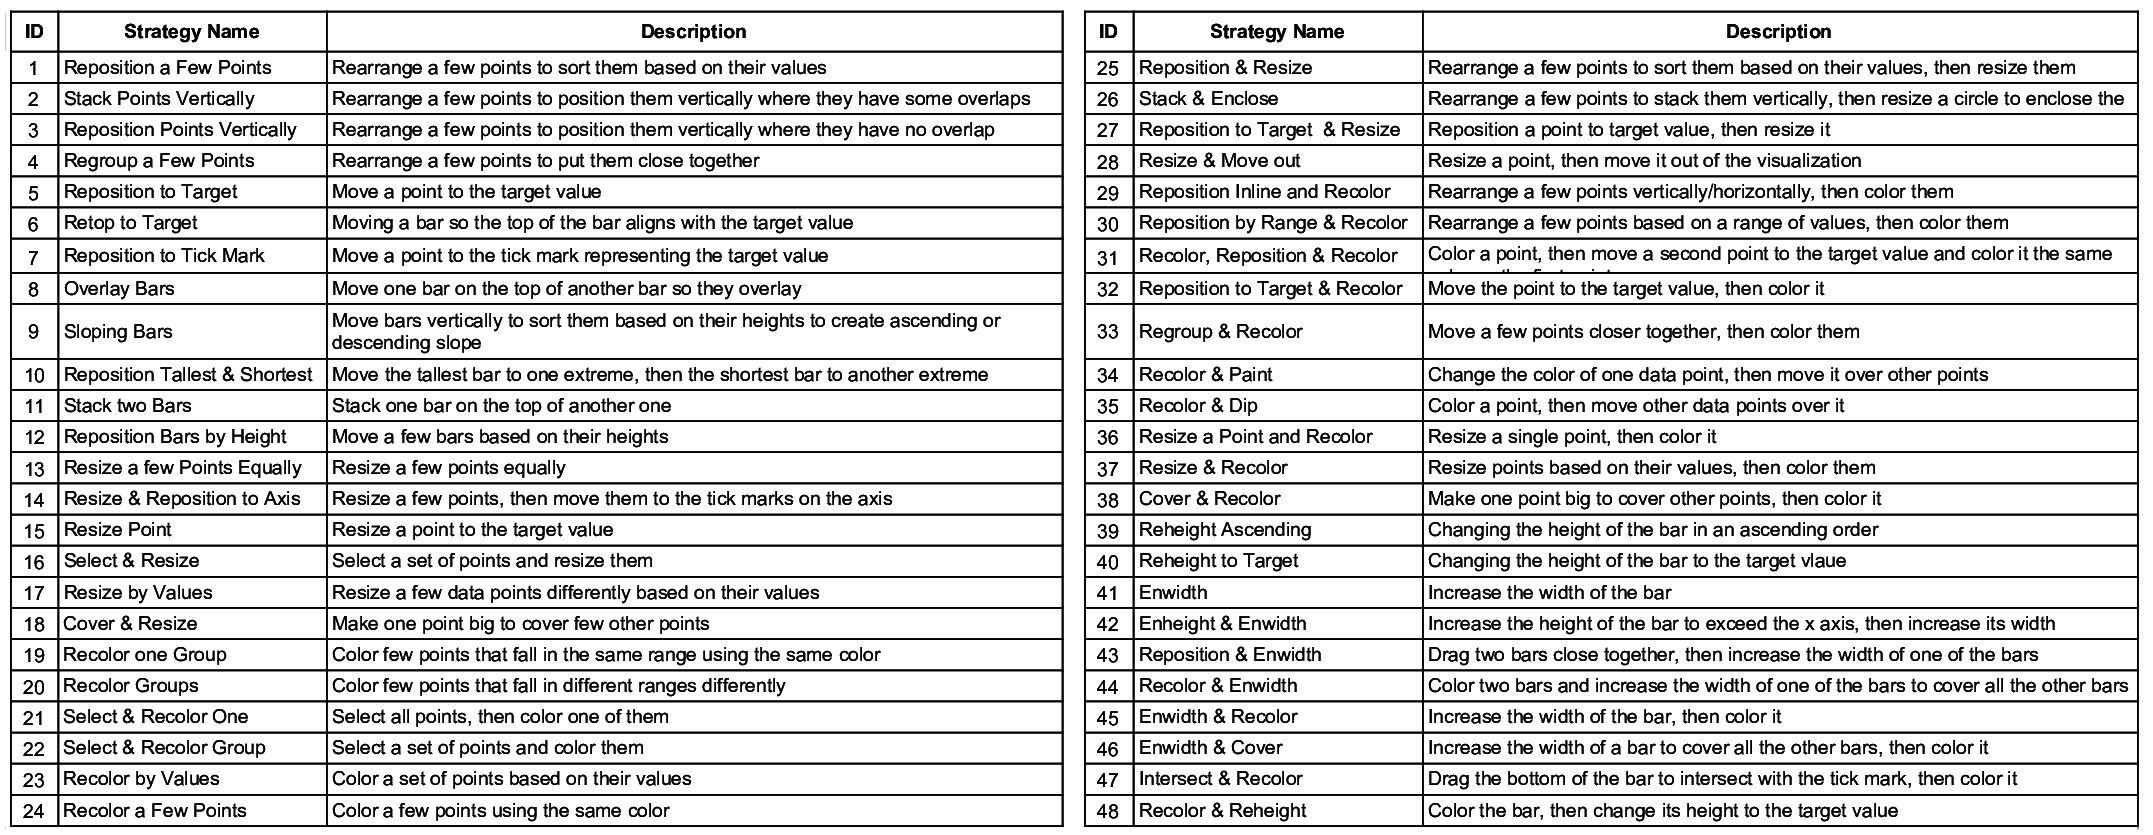 ID Strategy Name Description
1 Reposition a Few Points Rearrange a few points to sort them based on their values
2 Stack Points Vertically Rearrange a few points to position them vertically where they have some overlaps
3 Reposition Points Vertically Rearrange a few points to position them vertically where they have no overlap
4 Regroup a Few Points Rearrange a few points to put them close together
5 Reposition to Target Move a point to the target value
6 Retop to Target Moving a bar so the top of the bar aligns with the target value
7 Reposition to Tick Mark Move a point to the tick mark representing the target value
8 Overlay Bars Move one bar on the top of another bar so they overlay
9 Sloping Bars Move bars vertically to sort them based on their heights to create ascending or
descending slope
10 Reposition Tallest & Shortest Move the tallest bar to one extreme, then the shortest bar to another extreme
11 Stack two Bars Stack one bar on the top of another one
12 Reposition Bars by Height Move a few bars based on their heights
13 Resize a few Points Equally Resize a few points equally
14 Resize & Reposition to Axis Resize a few points, then move them to the tick marks on the axis
15 Resize Point Resize a point to the target value
16 Select & Resize Select a set of points and resize them
17 Resize by Values Resize a few data points differently based on their values
18 Cover & Resize Make one point big to cover few other points
19 Recolor one Group Color few points that fall in the same range using the same color
20 Recolor Groups Color few points that fall in different ranges differently
21 Select & Recolor One Select all points, then color one of them
22 Select & Recolor Group Select a set of points and color them
23 Recolor by Values Color a set of points based on their values
24 Recolor a Few Points Color a few points using the same color
ID Strategy Name Description
25 Reposition & Resize Rearrange a few points to sort them based on their values, then resize them
26 Stack & Enclose Rearrange a few points to stack them vertically, then resize a circle to enclose the
27 Reposition to Target & Resize Reposition a point to target value, then resize it
28 Resize & Move out Resize a point, then move it out of the visualization
29 Reposition Inline and Recolor Rearrange a few points vertically/horizontally, then color them
30 Reposition by Range & Recolor Rearrange a few points based on a range of values, then color them
31 Recolor, Reposition & Recolor Color a point, then move a second point to the target value and color it the same
32 Reposition to Target & Recolor Move the point to the target value, then color it
33 Regroup & Recolor Move a few points closer together, then color them
34 Recolor & Paint Change the color of one data point, then move it over other points
35 Recolor & Dip Color a point, then move other data points over it
36 Resize a Point and Recolor Resize a single point, then color it
37 Resize & Recolor Resize points based on their values, then color them
38 Cover & Recolor Make one point big to cover other points, then color it
39 Reheight Ascending Changing the height of the bar in an ascending order
40 Reheight to Target Changing the height of the bar to the target vlaue
41 Enwidth Increase the width of the bar
42 Enheight & Enwidth Increase the height of the bar to exceed the x axis, then increase its width
43 Reposition & Enwidth Drag two bars close together, then increase the width of one of the bars
44 Recolor & Enwidth Color two bars and increase the width of one of the bars to cover all the other bars
45 Enwidth & Recolor Increase the width of the bar, then color it
46 Enwidth & Cover Increase the width of a bar to cover all the other bars, then color it
47 Intersect & Recolor Drag the bottom of the bar to intersect with the tick mark, then color it
48 Recolor & Reheight Color the bar, then change its height to the target value